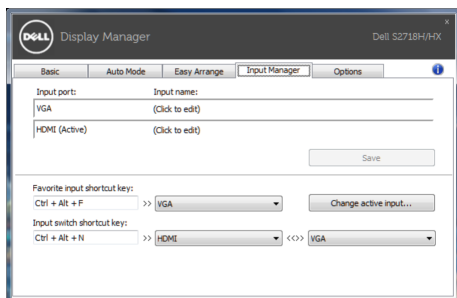 DELL Display Manager Dell S2718H/HX
x
Basic Auto Mode Easy Arrange Input Manager Options i
Input port: Input name:
VGA (Click to edit)
HDMI (Active) (Click to edit)
Save
Favorite input shortcut key:
Ctrl + Alt + F >> VGA Change active input...
Input switch shortcut key:
Ctrl + Alt + N >> HDMI <<>> VGA